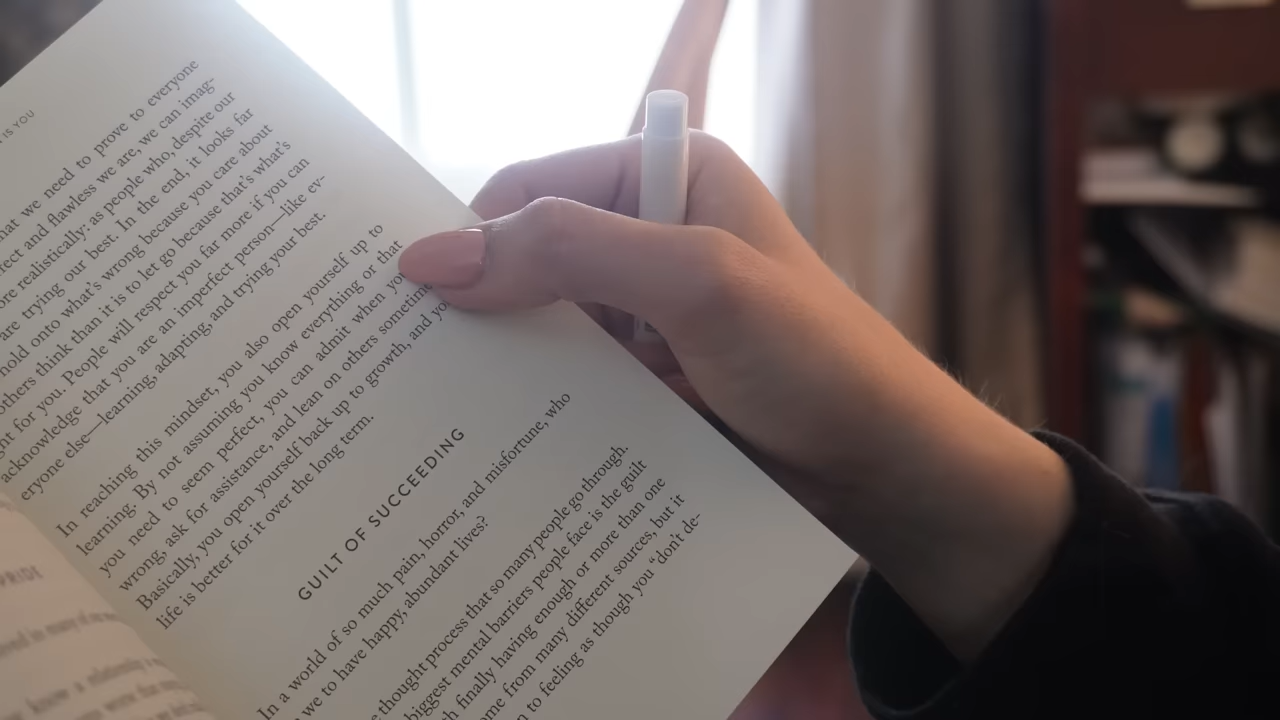 IS YOU
that we need to prove to everyone
perfect and flawless we are, we can imag-
more realistically: as people who, despite our
are trying our best. In the end, it looks far
hold onto what's wrong because you care about
others think than it is to let go because that's what's
for you. People will respect you far more if you can
acknowledge that you are an imperfect person—like ev-
eryone else—learning, adapting, and trying your best.
In reaching this mindset, you also open yourself up to
learning. By not assuming you know everything or that
you need to seem perfect, you can admit when you
wrong, ask for assistance, and lean on others sometime
Basically, you open yourself back up to growth, and yo
life is better for it over the long term.
GUILT OF SUCCEEDING
In a world of so much pain, horror, and misfortune, who
we to have happy, abundant lives?
thought process that so many people go through.
biggest mental barriers people face is the guilt
finally having enough or more than one
come from many different sources, but it
to feeling as though you "don't de-
PRIDE